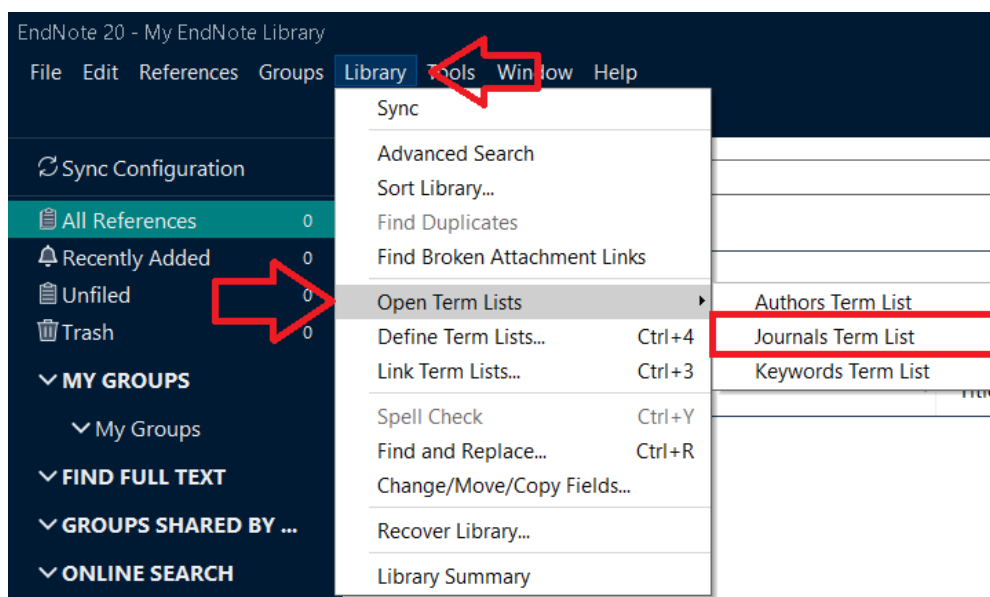 EndNote 20 - My EndNote Library
File Edit References Groups Library Tools Window Help
Sync
Advanced Search
Sync Configuration
Sort Library...
All References 0
Find Duplicates
Recently Added 0
Find Broken Attachment Links
Unfiled 0
Open Term Lists
Authors Term List
Trash 0
Define Term Lists... Ctrl+4
Journals Term List
Link Term Lists... Ctrl+3
Keywords Term List
MY GROUPS
Spell Check Ctrl+Y
My Groups
Find and Replace... Ctrl+R
FIND FULL TEXT
Change/Move/Copy Fields...
GROUPS SHARED BY ...
Recover Library...
ONLINE SEARCH
Library Summary